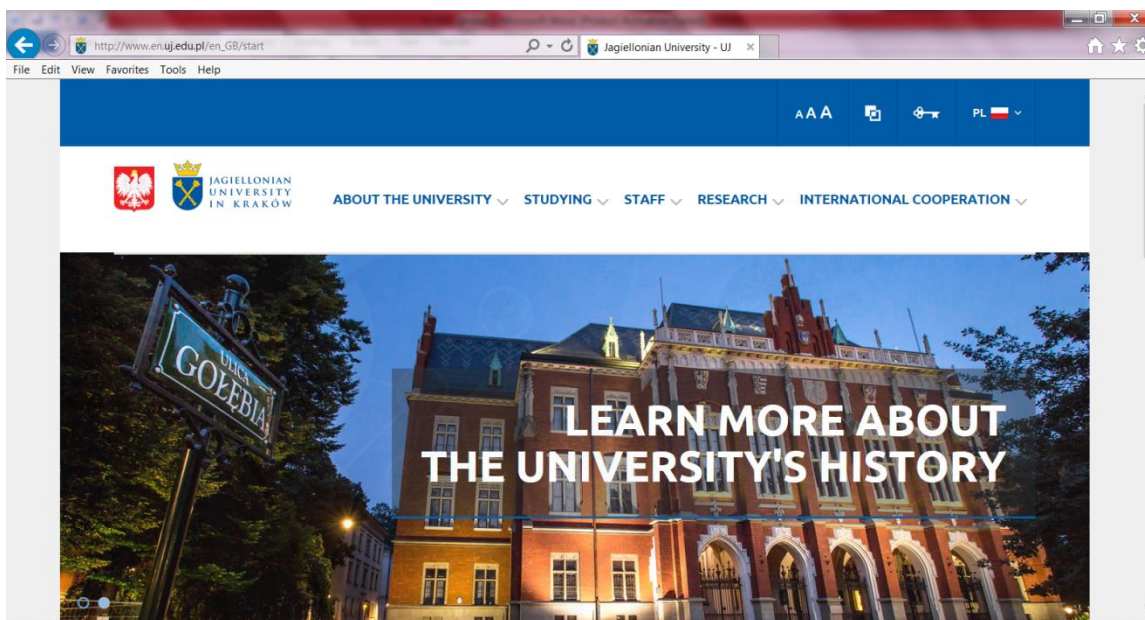 http://www.en.uj.edu.pl/en_GB/start
Jagiellonian University - UJ
File Edit View Favorites Tools Help
A A A
PL
JAGIELLONIAN
UNIVERSITY
IN KRAKÓW
ABOUT THE UNIVERSITY STUDYING STAFF RESEARCH INTERNATIONAL COOPERATION
ULICA
GOŁĘBIA
LEARN MORE ABOUT
THE UNIVERSITY'S HISTORY